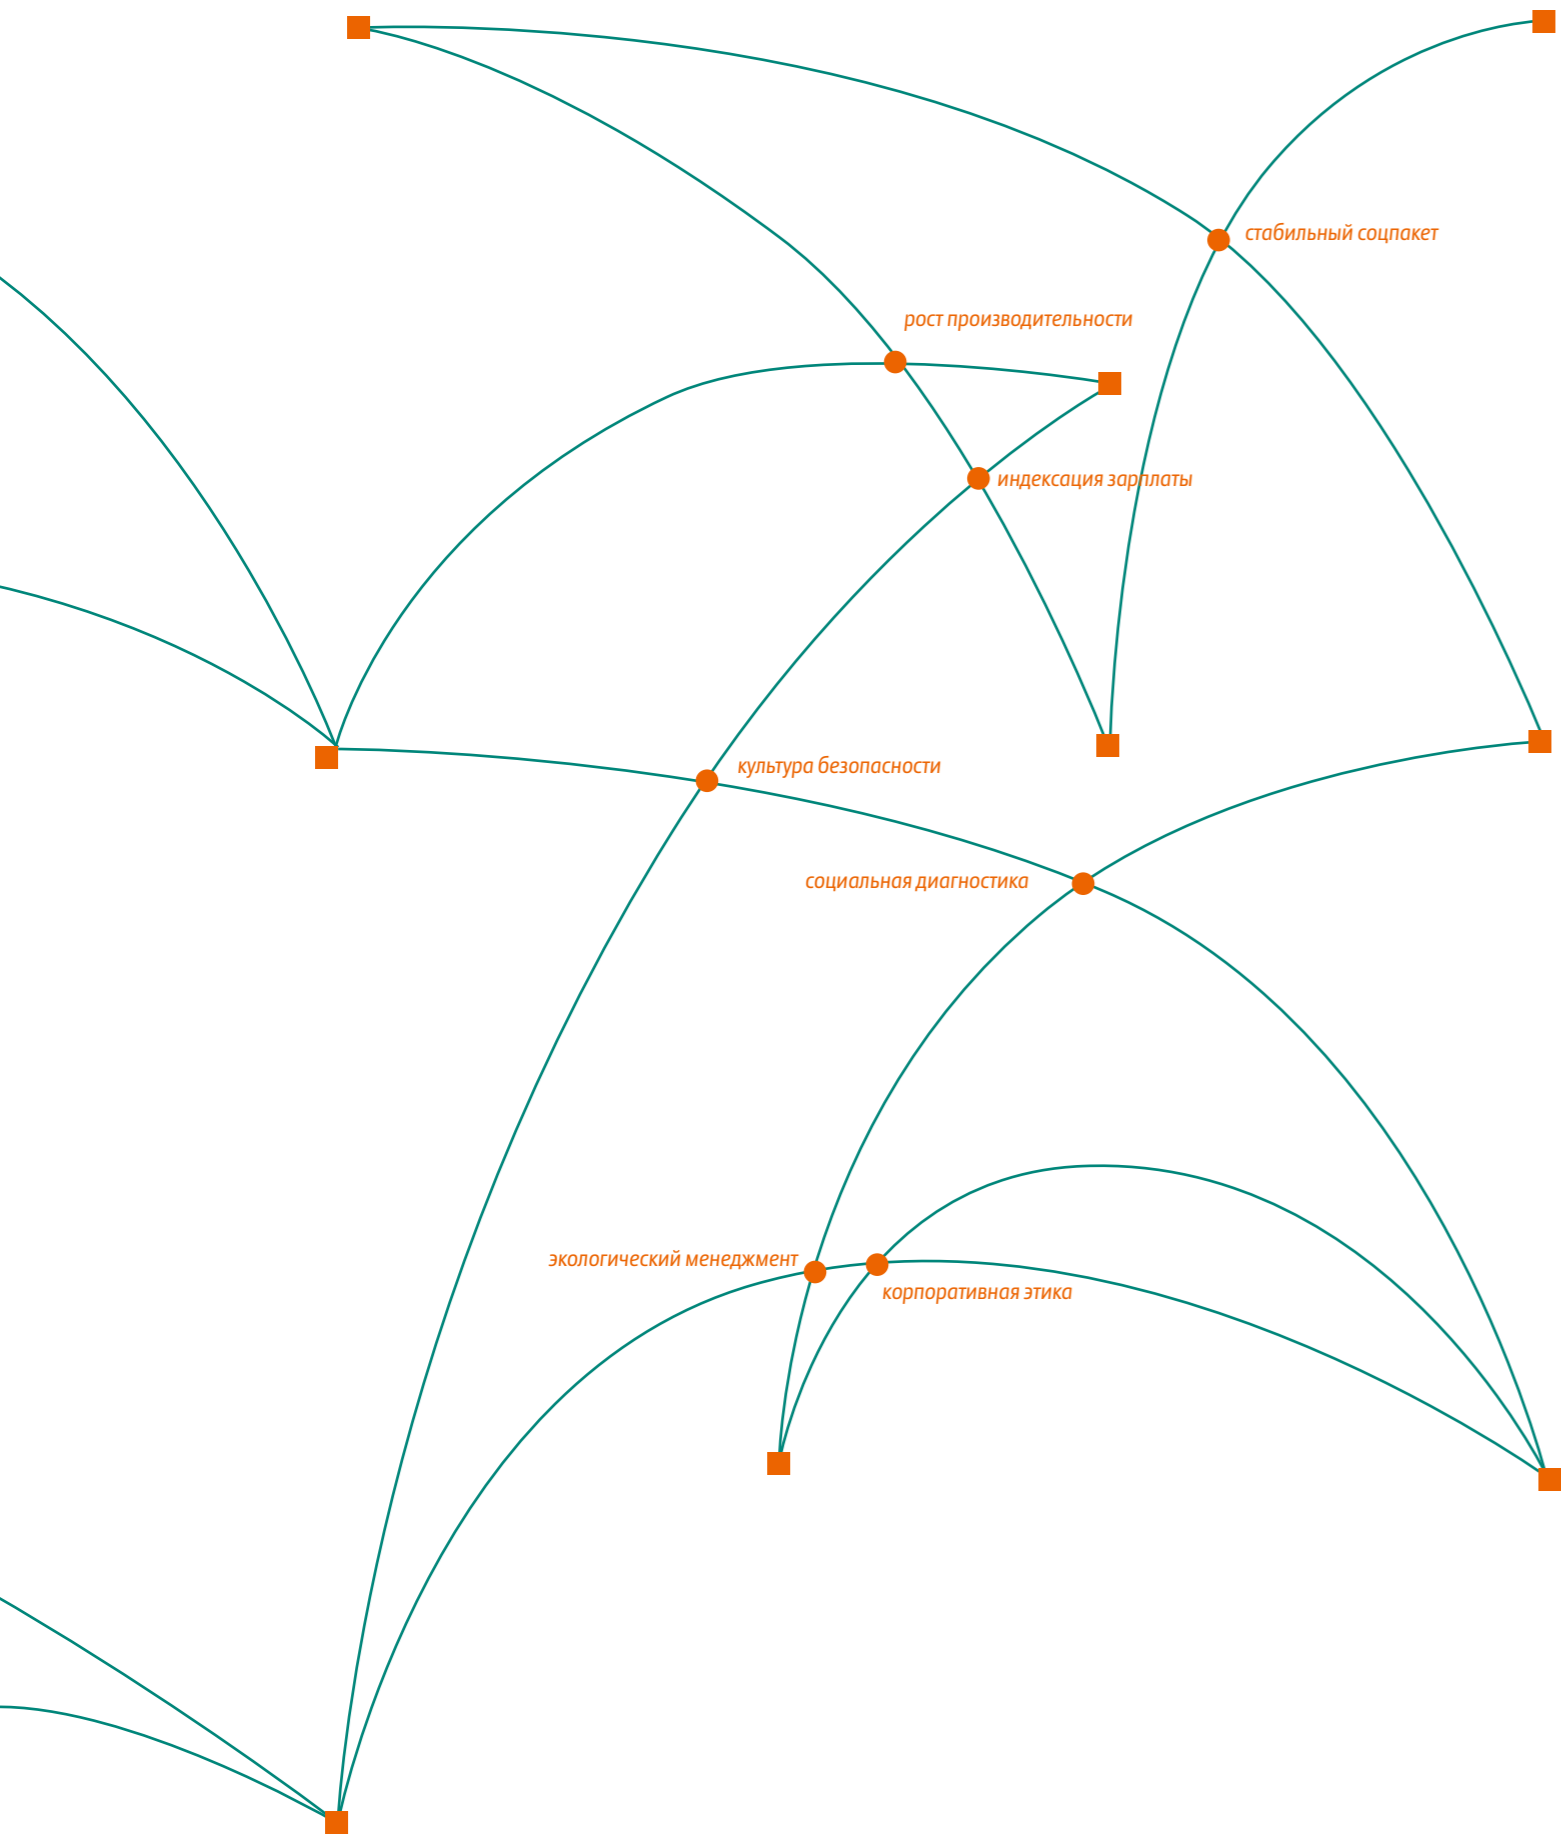 стабильный соцпакет
рост производительности
индексация зарплаты
культура безопасности
социальная диагностика
экологический менеджмент
корпоративная этика